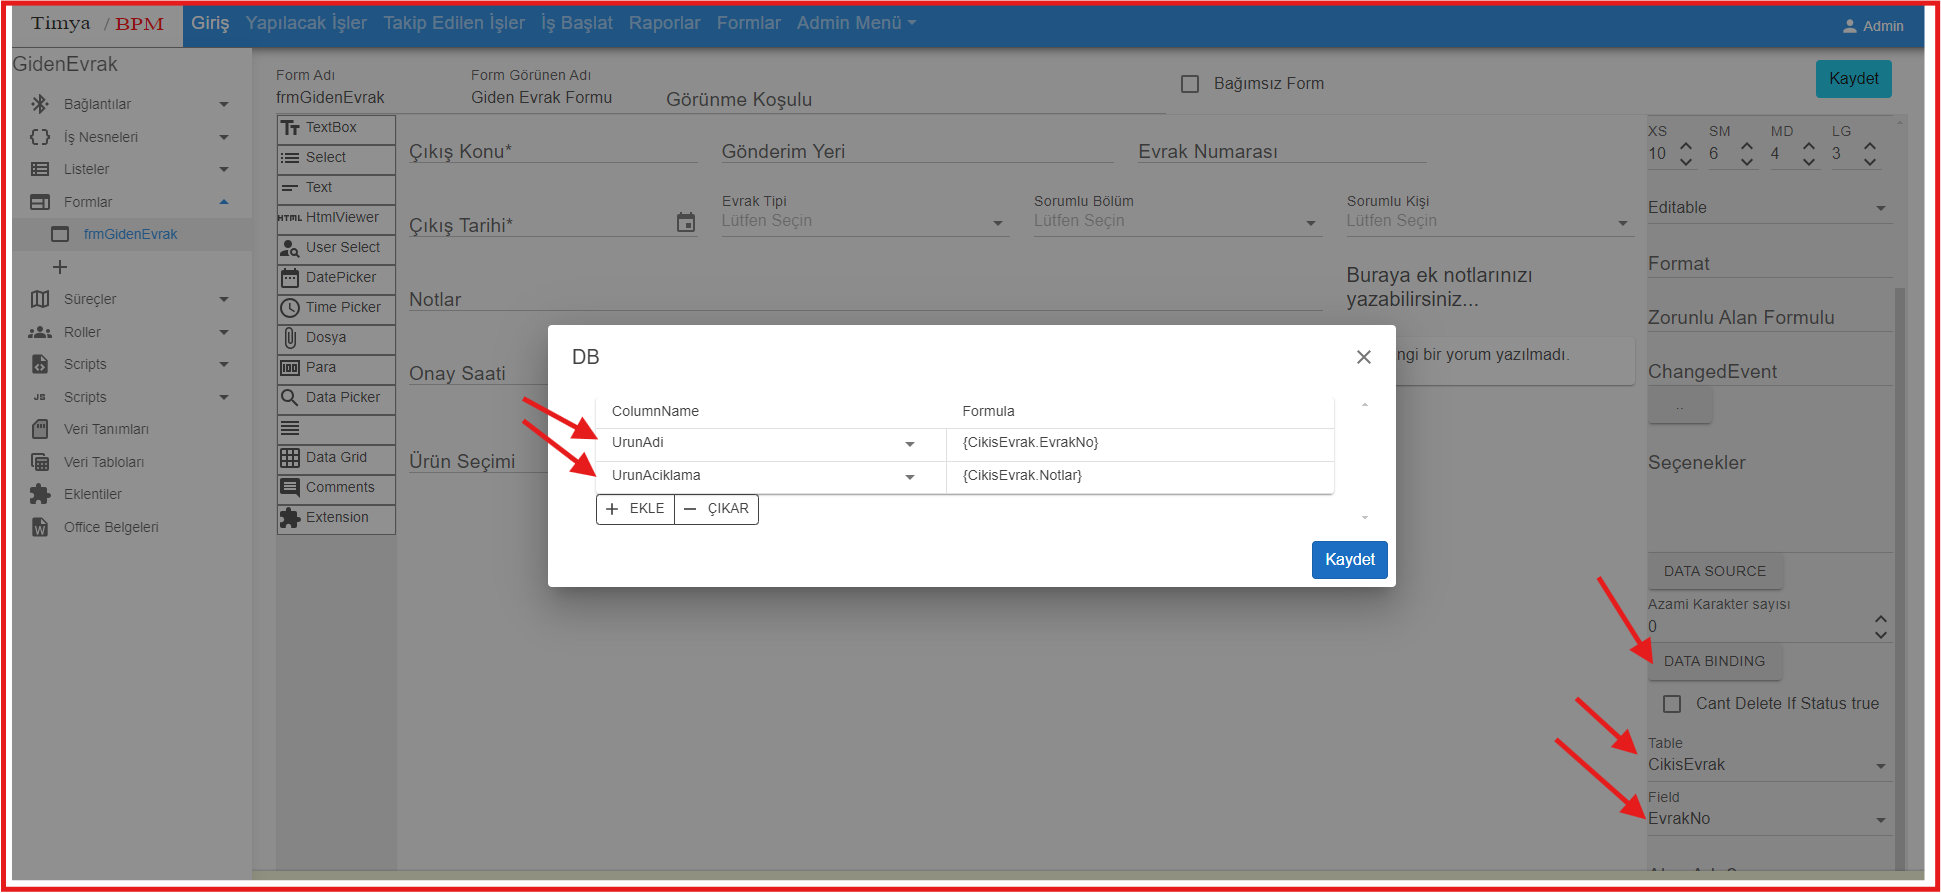 Timya / BPM
Giriş Yapılacak İşler Takip Edilen İşler İş Başlat Raporlar Formlar Admin Menü
Admin
GidenEvrak
Bağlantılar
İş Nesneleri
Listeler
Formlar
frmGidenEvrak
Süreçler
Roller
Scripts
JS Scripts
Veri Tanımları
Veri Tabloları
Eklentiler
Office Belgeleri
Form Adı
frmGidenEvrak
Form Görünen Adı
Giden Evrak Formu
Görünme Koşulu
Bağımsız Form
Kaydet
TextBox
Select
Text
HTML HtmlViewer
User Select
DatePicker
Time Picker
Dosya
Para
Data Picker
Data Grid
Comments
Extension
Çıkış Konu*
Gönderim Yeri
Evrak Numarası
Çıkış Tarihi*
Evrak Tipi
Lütfen Seçin
Sorumlu Bölüm
Lütfen Seçin
Sorumlu Kişi
Lütfen Seçin
Notlar
Buraya ek notlarınızı
yazabilirsiniz...
ngi bir yorum yazılmadı.
Onay Saati
Ürün Seçimi
DB
ColumnName Formula
UrunAdi {CikisEvrak.EvrakNo}
UrunAciklama {CikisEvrak.Notlar}
+ EKLE − ÇIKAR
Kaydet
XS SM MD LG
10 6 4 3
Editable
Format
Zorunlu Alan Formulu
ChangedEvent
..
Seçenekler
DATA SOURCE
Azami Karakter sayısı
0
DATA BINDING
Cant Delete If Status true
Table
CikisEvrak
Field
EvrakNo